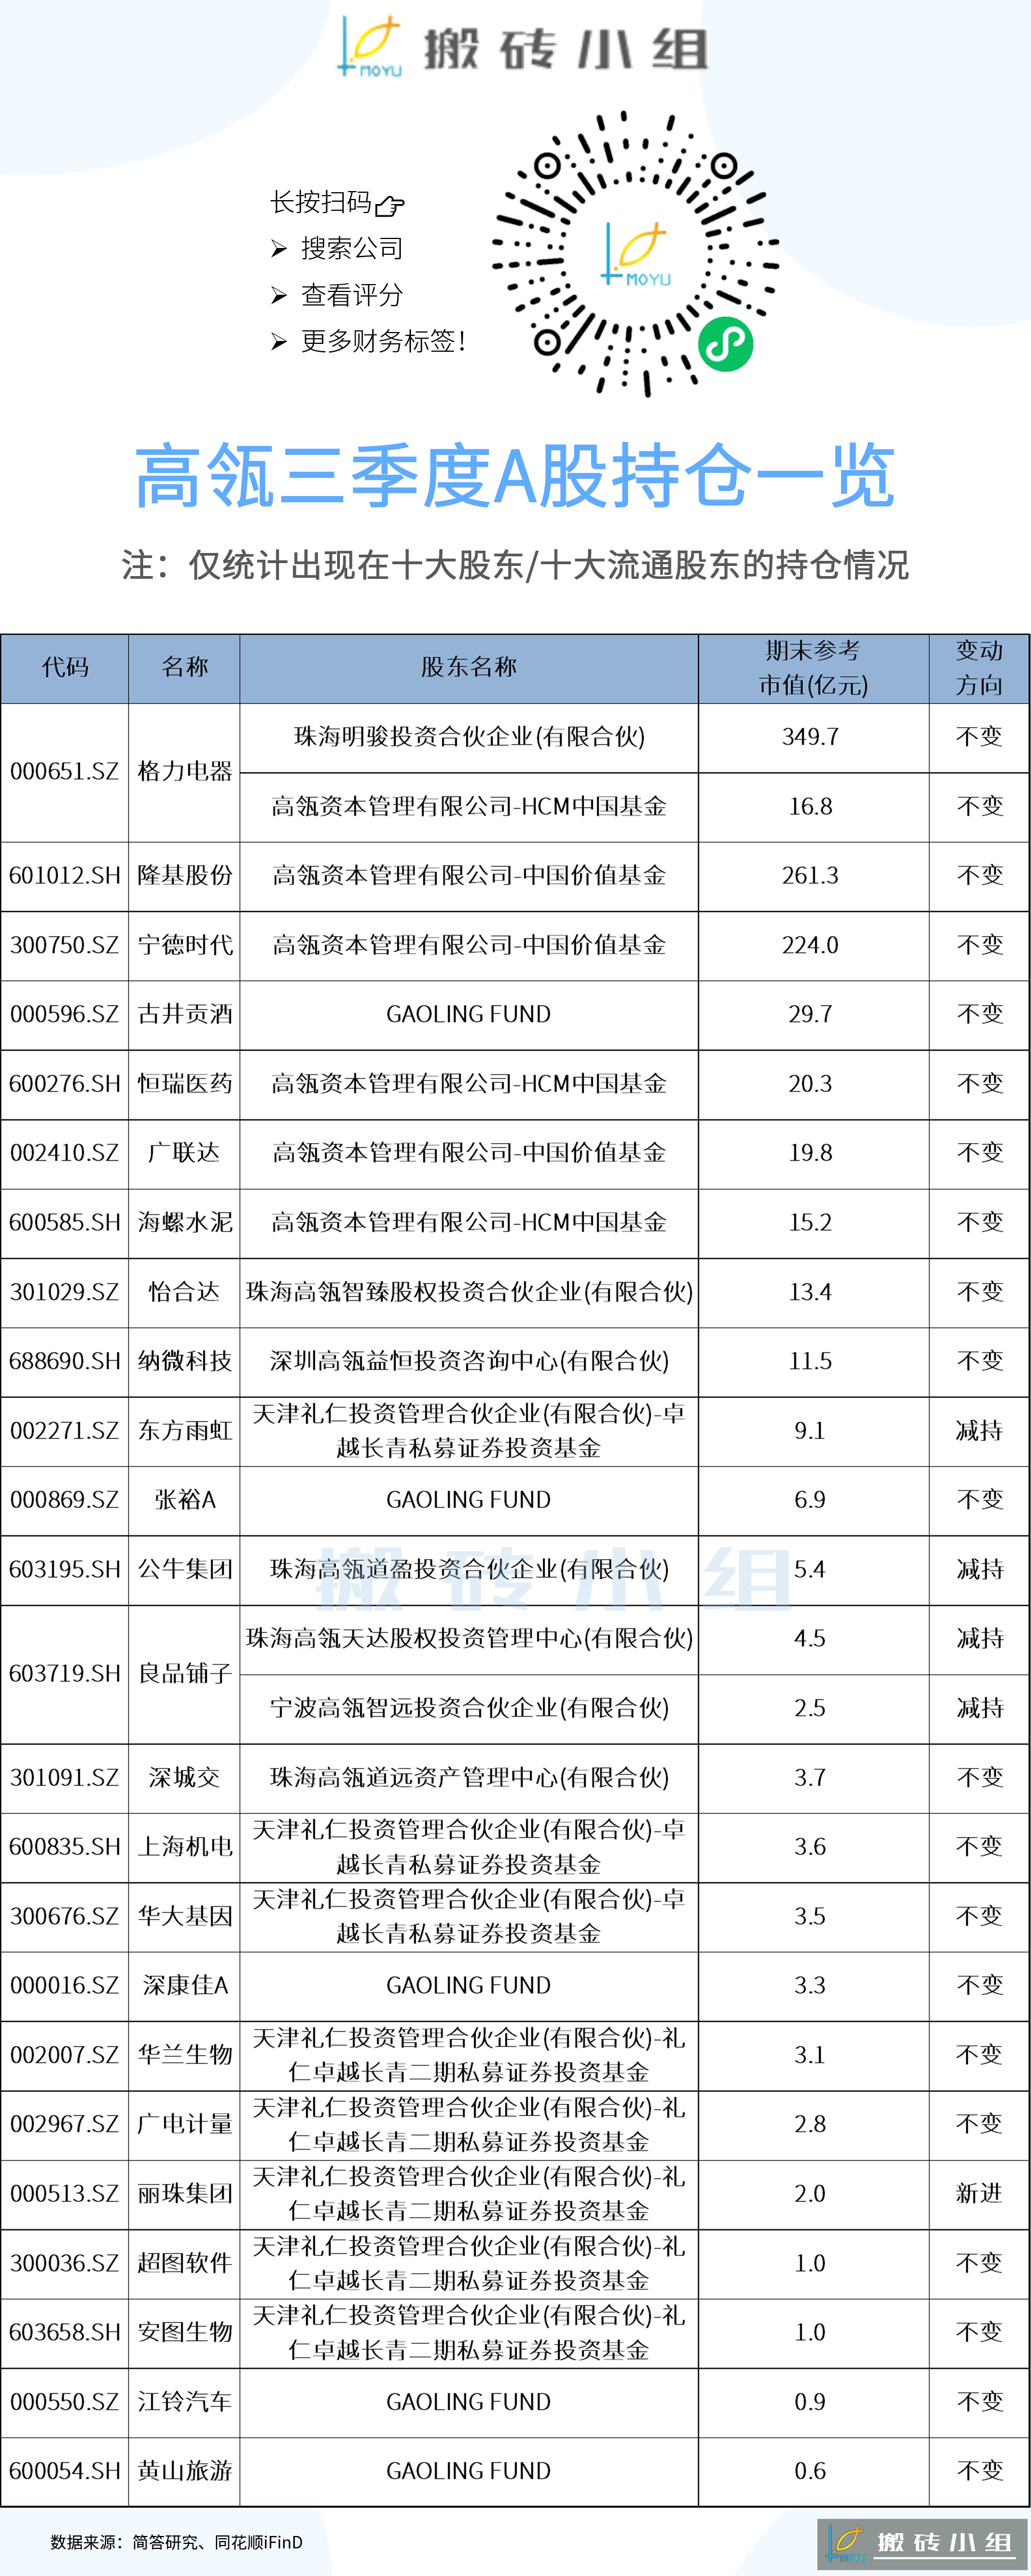 MOYU 搬砖小组
长按扫码
搜索公司
查看评分
更多财务标签！
MOYU
高瓴三季度A股持仓一览
注：仅统计出现在十大股东/十大流通股东的持仓情况
代码 名称 股东名称 期末参考市值(亿元) 变动方向
000651.SZ 格力电器 珠海明骏投资合伙企业(有限合伙) 349.7 不变
高瓴资本管理有限公司-HCM中国基金 16.8 不变
601012.SH 隆基股份 高瓴资本管理有限公司-中国价值基金 261.3 不变
300750.SZ 宁德时代 高瓴资本管理有限公司-中国价值基金 224.0 不变
000596.SZ 古井贡酒 GAOLING FUND 29.7 不变
600276.SH 恒瑞医药 高瓴资本管理有限公司-HCM中国基金 20.3 不变
002410.SZ 广联达 高瓴资本管理有限公司-中国价值基金 19.8 不变
600585.SH 海螺水泥 高瓴资本管理有限公司-HCM中国基金 15.2 不变
301029.SZ 怡合达 珠海高瓴智臻股权投资合伙企业(有限合伙) 13.4 不变
688690.SH 纳微科技 深圳高瓴益恒投资咨询中心(有限合伙) 11.5 不变
002271.SZ 东方雨虹 天津礼仁投资管理合伙企业(有限合伙)-卓
越长青私募证券投资基金 9.1 减持
000869.SZ 张裕A GAOLING FUND 6.9 不变
603195.SH 公牛集团 珠海高瓴道盈投资合伙企业(有限合伙) 5.4 减持
搬砖小组
603719.SH 良品铺子 珠海高瓴天达股权投资管理中心(有限合伙) 4.5 减持
宁波高瓴智远投资合伙企业(有限合伙) 2.5 减持
301091.SZ 深城交 珠海高瓴道远资产管理中心(有限合伙) 3.7 不变
600835.SH 上海机电 天津礼仁投资管理合伙企业(有限合伙)-卓
越长青私募证券投资基金 3.6 不变
300676.SZ 华大基因 天津礼仁投资管理合伙企业(有限合伙)-卓
越长青私募证券投资基金 3.5 不变
000016.SZ 深康佳A GAOLING FUND 3.3 不变
002007.SZ 华兰生物 天津礼仁投资管理合伙企业(有限合伙)-礼
仁卓越长青二期私募证券投资基金 3.1 不变
002967.SZ 广电计量 天津礼仁投资管理合伙企业(有限合伙)-礼
仁卓越长青二期私募证券投资基金 2.8 不变
000513.SZ 丽珠集团 天津礼仁投资管理合伙企业(有限合伙)-礼
仁卓越长青二期私募证券投资基金 2.0 新进
300036.SZ 超图软件 天津礼仁投资管理合伙企业(有限合伙)-礼
仁卓越长青二期私募证券投资基金 1.0 不变
603658.SH 安图生物 天津礼仁投资管理合伙企业(有限合伙)-礼
仁卓越长青二期私募证券投资基金 1.0 不变
000550.SZ 江铃汽车 GAOLING FUND 0.9 不变
600054.SH 黄山旅游 GAOLING FUND 0.6 不变
数据来源：简答研究、同花顺iFinD
MOYU 搬砖小组